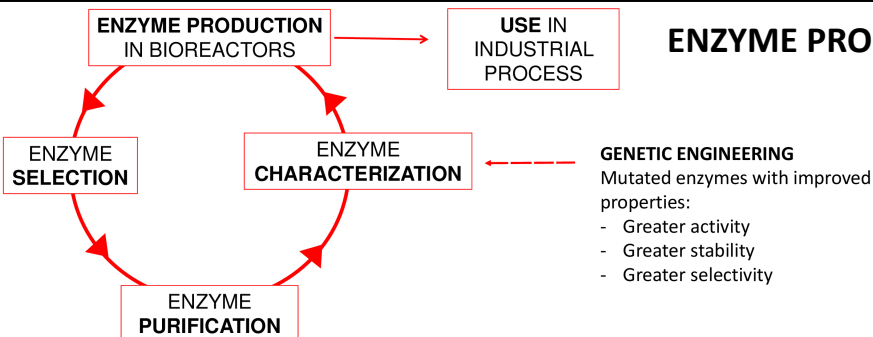 ENZYME PRODUCTION
IN BIOREACTORS
USE IN
INDUSTRIAL
PROCESS
ENZYME PRO
ENZYME
SELECTION
ENZYME
CHARACTERIZATION
GENETIC ENGINEERING
Mutated enzymes with improved
properties:
- Greater activity
- Greater stability
- Greater selectivity
ENZYME
PURIFICATION